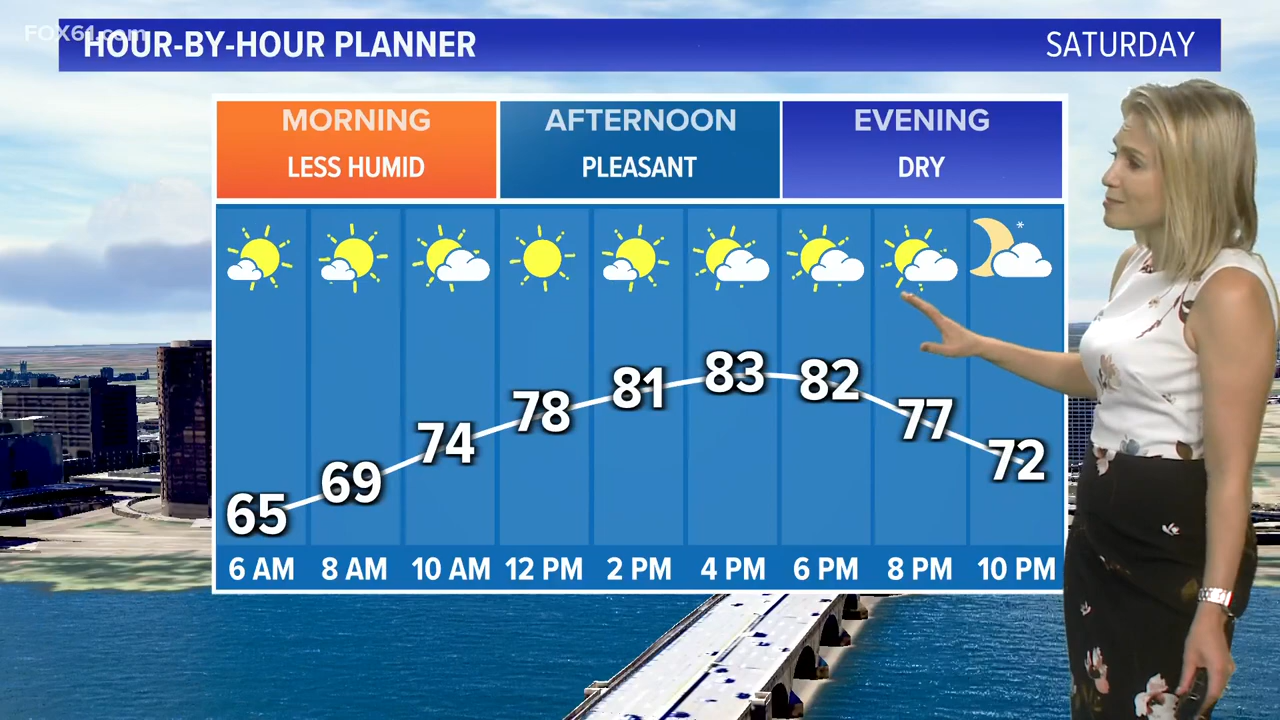 FOX61.com
HOUR-BY-HOUR PLANNER
SATURDAY
MORNING
LESS HUMID
AFTERNOON
PLEASANT
EVENING
DRY
65
69
74
78
81
83
82
77
72
6 AM
8 AM
10 AM
12 PM
2 PM
4 PM
6 PM
8 PM
10 PM